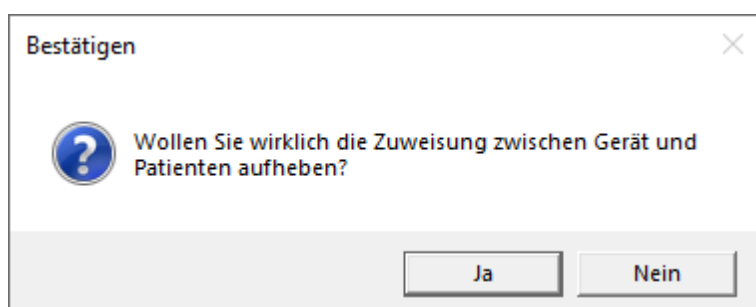 Bestätigen
Wollen Sie wirklich die Zuweisung zwischen Gerät und
Patienten aufheben?
Ja
Nein